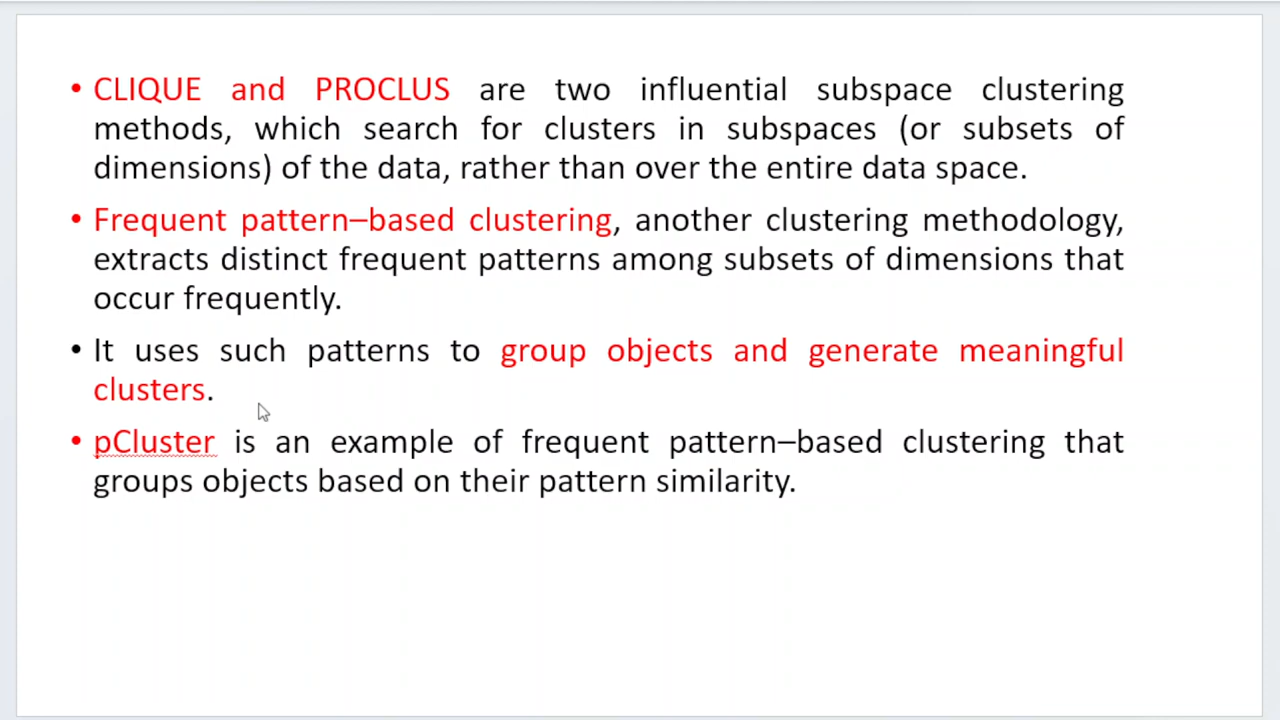 • CLIQUE and PROCLUS are two influential subspace clustering
methods, which search for clusters in subspaces (or subsets of
dimensions) of the data, rather than over the entire data space.
• Frequent pattern–based clustering, another clustering methodology,
extracts distinct frequent patterns among subsets of dimensions that
occur frequently.
• It uses such patterns to group objects and generate meaningful
clusters.
• pCluster is an example of frequent pattern–based clustering that
groups objects based on their pattern similarity.